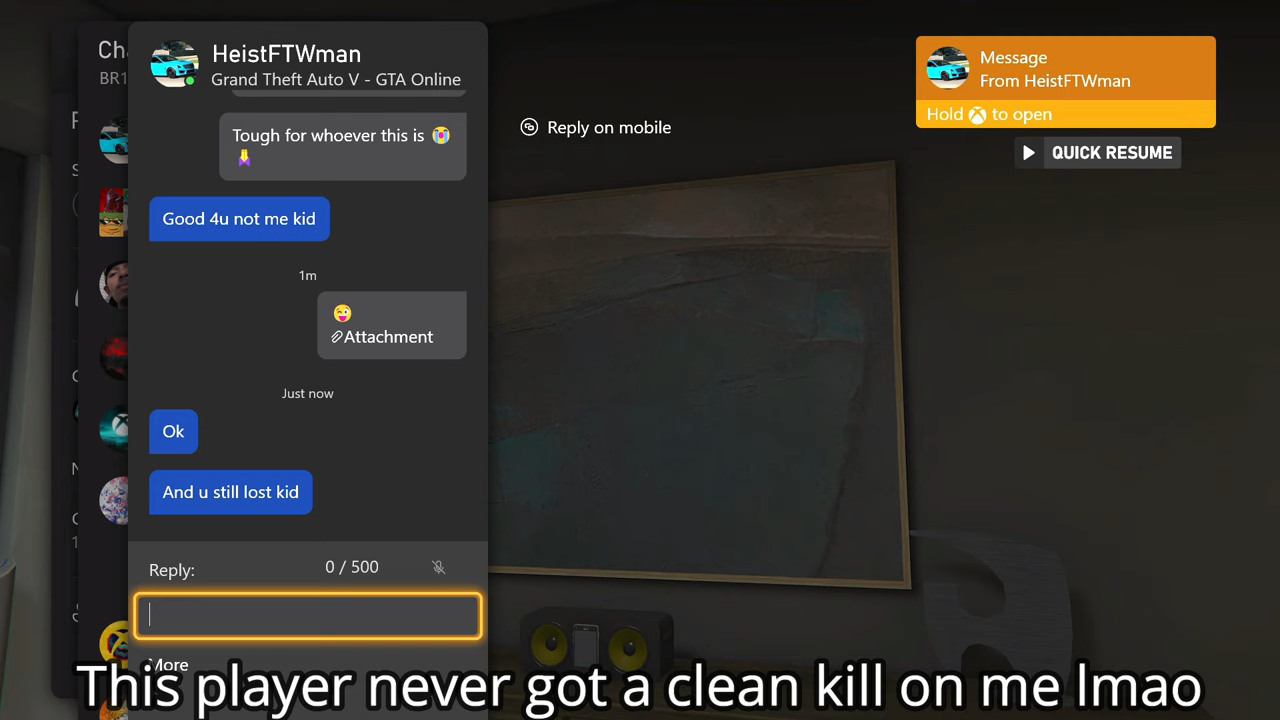 Ch
BR1
HeistFTWman
Grand Theft Auto V - GTA Online
Tough for whoever this is 😭
Good 4u not me kid
1m
😜
Attachment
Just now
Ok
And u still lost kid
Reply:
0 / 500
More
Reply on mobile
Message
From HeistFTWman
Hold to open
QUICK RESUME
This player never got a clean kill on me lmao